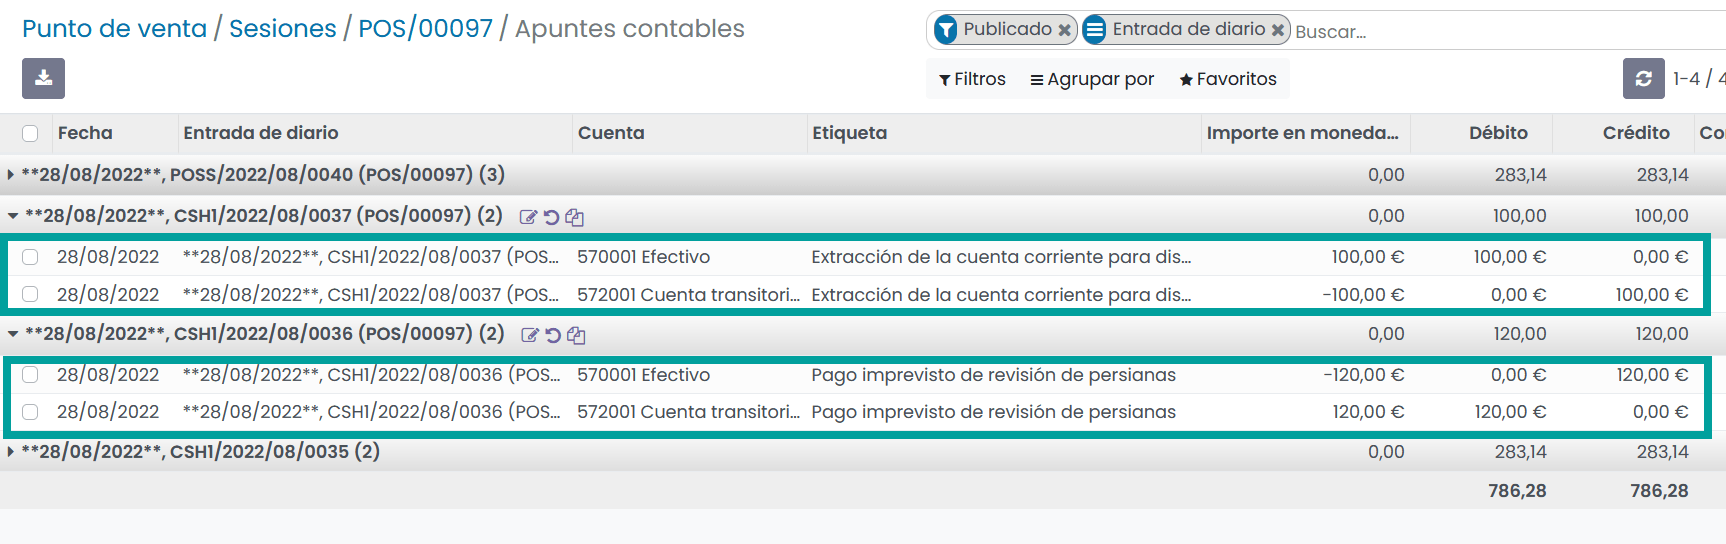 Punto de venta / Sesiones / POS/00097 / Apuntes contables
Publicado Entrada de diario Buscar...
Filtros Agrupar por Favoritos 1-4 / 4
Fecha Entrada de diario Cuenta Etiqueta Importe en moneda... Débito Crédito Co
**28/08/2022**, POSS/2022/08/0040 (POS/00097) (3) 0,00 283,14 283,14
**28/08/2022**, CSH1/2022/08/0037 (POS/00097) (2) 0,00 100,00 100,00
28/08/2022 **28/08/2022**, CSH1/2022/08/0037 (POS... 570001 Efectivo Extracción de la cuenta corriente para dis... 100,00 € 100,00 € 0,00 €
28/08/2022 **28/08/2022**, CSH1/2022/08/0037 (POS... 572001 Cuenta transitori... Extracción de la cuenta corriente para dis... -100,00 € 0,00 € 100,00 €
**28/08/2022**, CSH1/2022/08/0036 (POS/00097) (2) 0,00 120,00 120,00
28/08/2022 **28/08/2022**, CSH1/2022/08/0036 (POS... 570001 Efectivo Pago imprevisto de revisión de persianas -120,00 € 0,00 € 120,00 €
28/08/2022 **28/08/2022**, CSH1/2022/08/0036 (POS... 572001 Cuenta transitori... Pago imprevisto de revisión de persianas 120,00 € 120,00 € 0,00 €
**28/08/2022**, CSH1/2022/08/0035 (2) 0,00 283,14 283,14
786,28 786,28